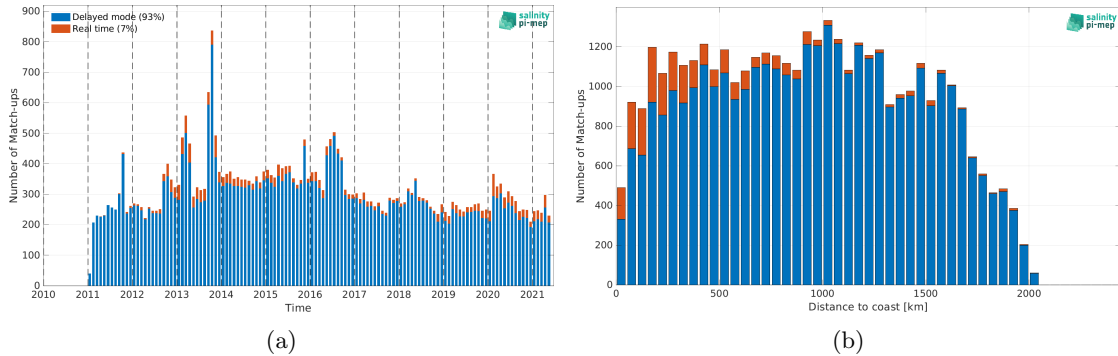 Delayed mode (93%)
Real time (7%)
salinity
pi-mep
900
800
700
600
500
400
300
200
100
0
Number of Match-ups
2010 2011 2012 2013 2014 2015 2016 2017 2018 2019 2020 2021
Time
(a)
salinity
pi-mep
1200
1000
800
600
400
200
0
Number of Match-ups
0 500 1000 1500 2000
Distance to coast [km]
(b)